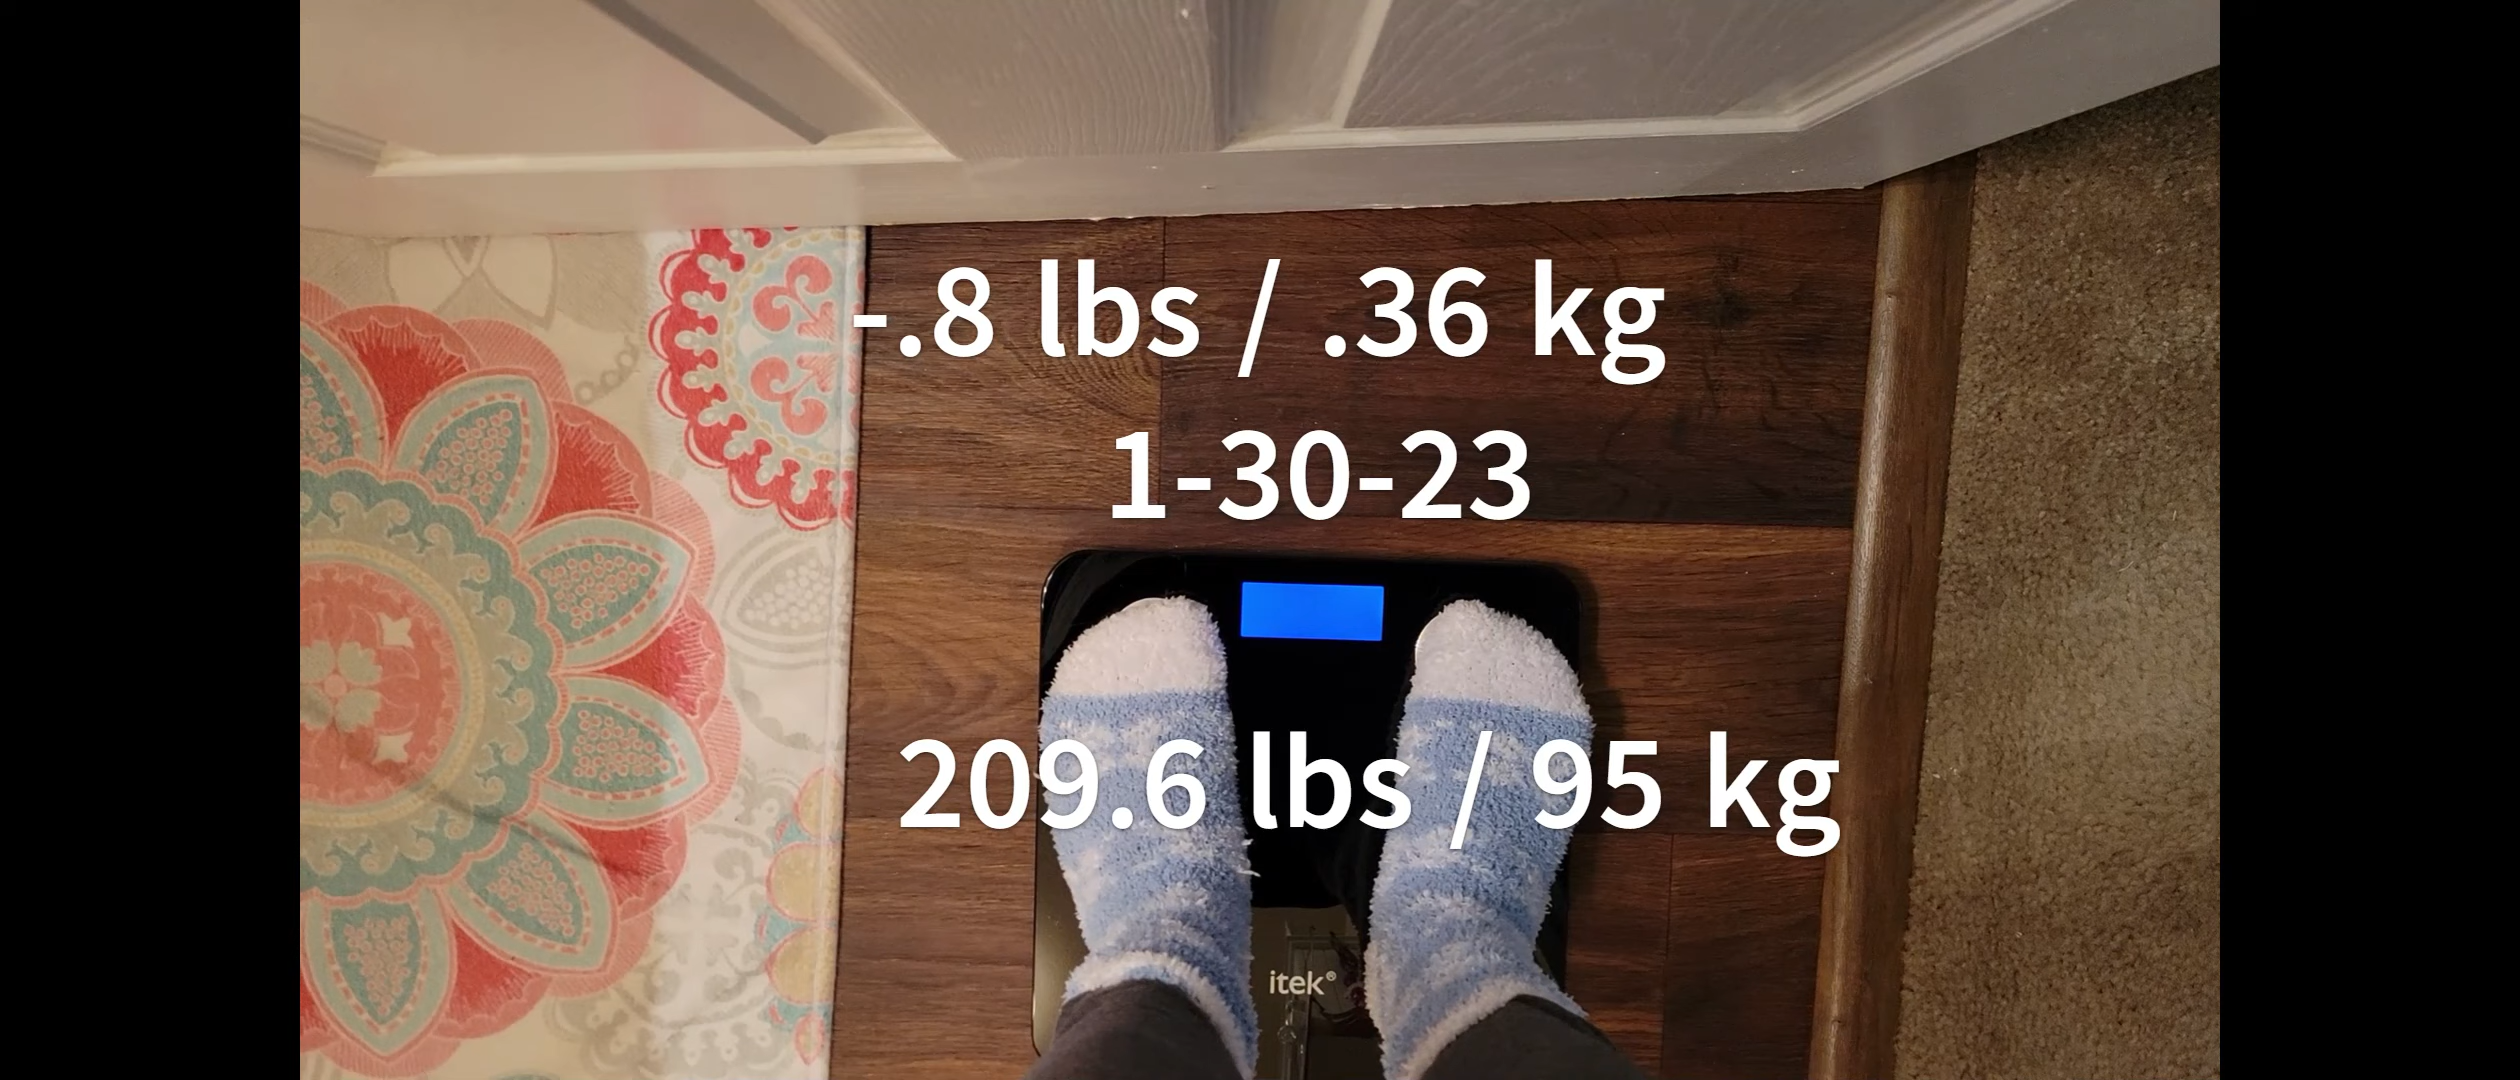 -.8 lbs / .36 kg
1-30-23
209.6 lbs / 95 kg
itek®